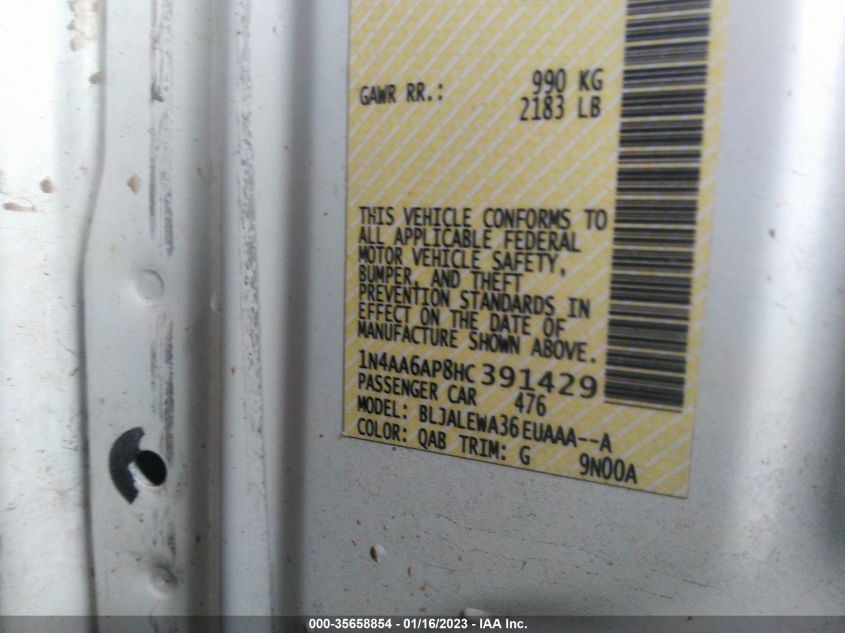 GAWR RR.: 990 KG
2183 LB
THIS VEHICLE CONFORMS TO
ALL APPLICABLE FEDERAL
MOTOR VEHICLE SAFETY,
BUMPER, AND THEFT
PREVENTION STANDARDS IN
EFFECT ON THE DATE OF
MANUFACTURE SHOWN ABOVE.
1N4AA6AP8HC391429
PASSENGER CAR 476
MODEL: BLJALEWA36EUAAA--A
COLOR: QAB TRIM: G 9N00A
000-35658854 - 01/16/2023 - IAA Inc.